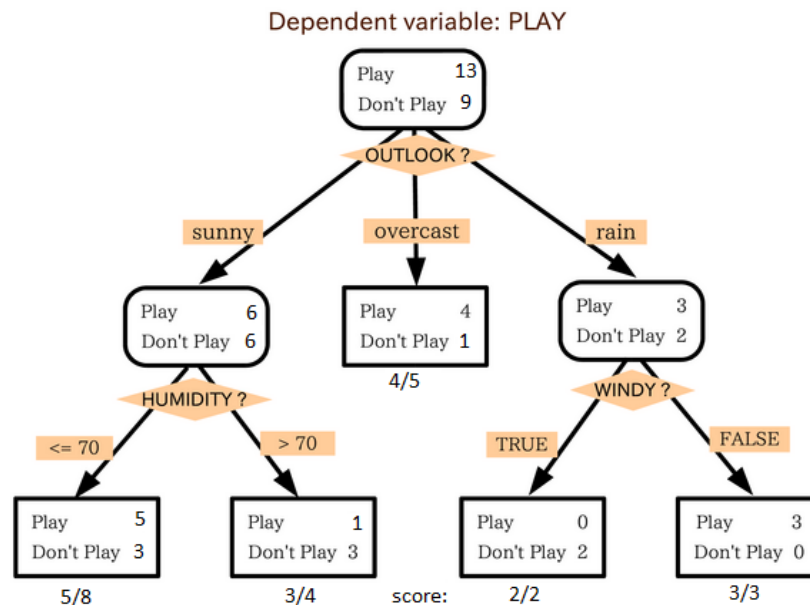 Dependent variable: PLAY
Play 13
Don't Play 9
OUTLOOK ?
sunny
overcast
rain
Play 6
Don't Play 6
Play 4
Don't Play 1
Play 3
Don't Play 2
4/5
HUMIDITY ?
WINDY ?
<= 70
> 70
TRUE
FALSE
Play 5
Don't Play 3
Play 1
Don't Play 3
Play 0
Don't Play 2
Play 3
Don't Play 0
5/8
3/4
score:
2/2
3/3